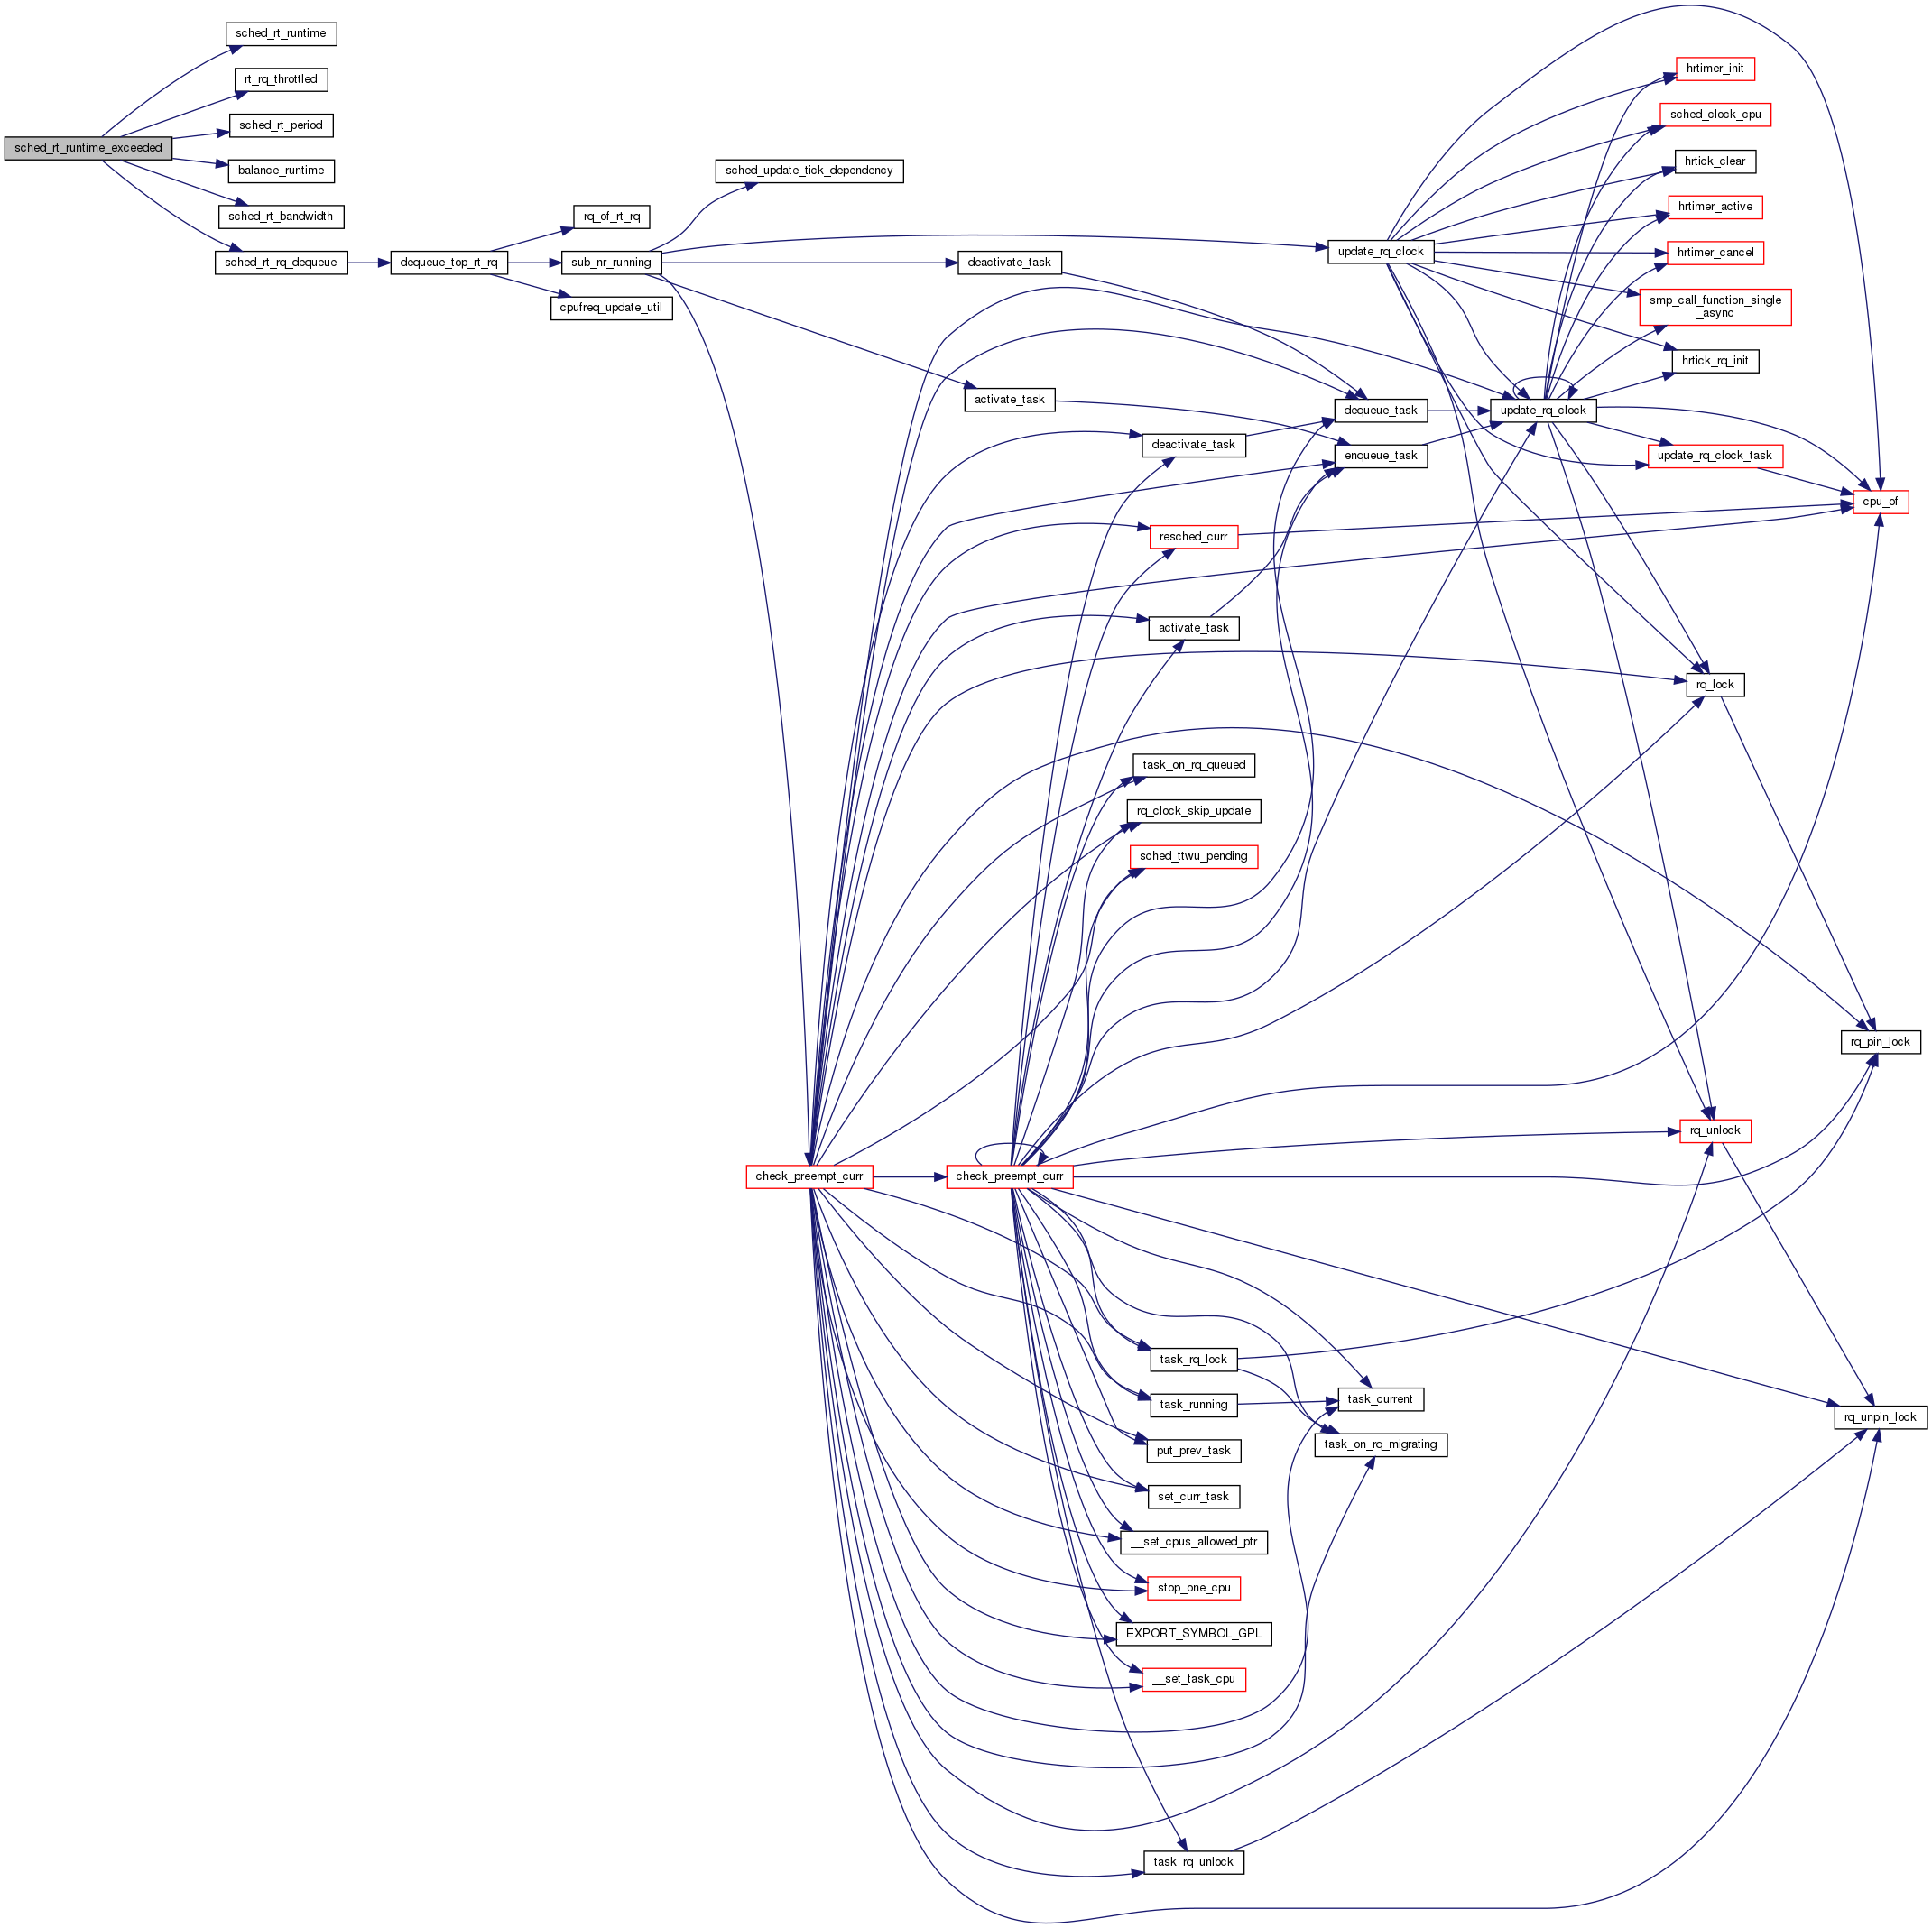 sched_rt_runtime
rt_rq_throttled
sched_rt_period
sched_rt_runtime_exceeded
balance_runtime
sched_rt_bandwidth
sched_rt_rq_dequeue
dequeue_top_rt_rq
rq_of_rt_rq
sub_nr_running
cpufreq_update_util
sched_update_tick_dependency
deactivate_task
activate_task
update_rq_clock
hrtimer_init
sched_clock_cpu
hrtick_clear
hrtimer_active
hrtimer_cancel
smp_call_function_single
_async
hrtick_rq_init
dequeue_task
update_rq_clock
deactivate_task
enqueue_task
update_rq_clock_task
cpu_of
resched_curr
activate_task
rq_lock
task_on_rq_queued
rq_clock_skip_update
sched_ttwu_pending
rq_pin_lock
rq_unlock
check_preempt_curr
check_preempt_curr
task_rq_lock
task_running
task_current
rq_unpin_lock
put_prev_task
task_on_rq_migrating
set_curr_task
__set_cpus_allowed_ptr
stop_one_cpu
EXPORT_SYMBOL_GPL
__set_task_cpu
task_rq_unlock